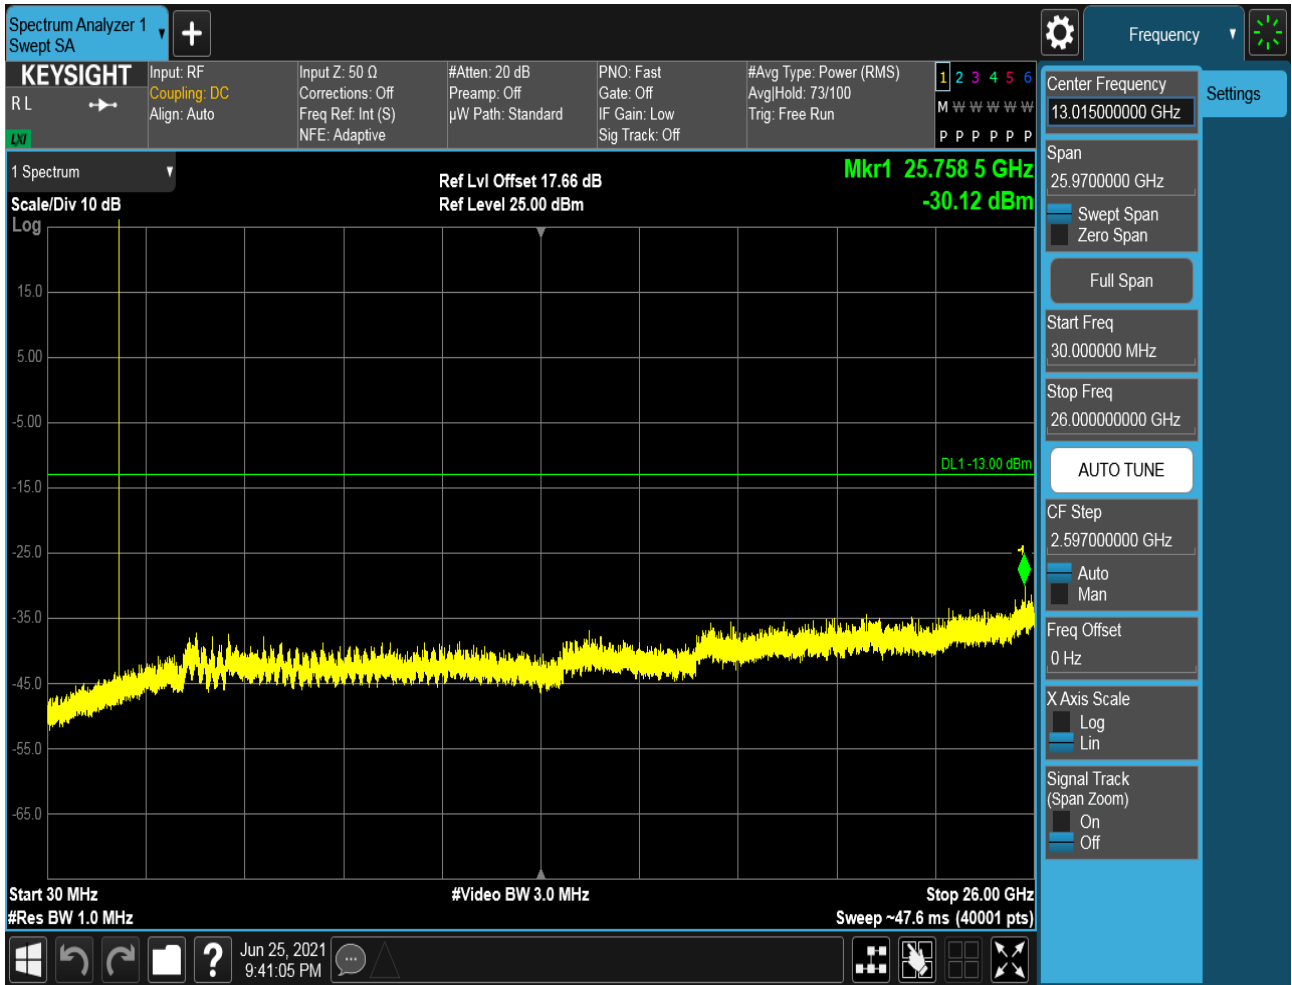 Spectrum Analyzer 1
Swept SA
Frequency
KEYSIGHT
R L
LXI
Input: RF
Coupling: DC
Align: Auto
Input Z: 50 Ω
Corrections: Off
Freq Ref: Int (S)
NFE: Adaptive
#Atten: 20 dB
Preamp: Off
µW Path: Standard
PNO: Fast
Gate: Off
IF Gain: Low
Sig Track: Off
#Avg Type: Power (RMS)
Avg|Hold: 73/100
Trig: Free Run
1 2 3 4 5 6
M W W W W W
P P P P P P
1 Spectrum
Scale/Div 10 dB
Log
Ref Lvl Offset 17.66 dB
Ref Level 25.00 dBm
Mkr1 25.758 5 GHz
-30.12 dBm
15.0
5.00
-5.00
-15.0
-25.0
-35.0
-45.0
-55.0
-65.0
DL1 -13.00 dBm
1
Start 30 MHz
#Res BW 1.0 MHz
#Video BW 3.0 MHz
Stop 26.00 GHz
Sweep ~47.6 ms (40001 pts)
Jun 25, 2021
9:41:05 PM
Center Frequency
13.015000000 GHz
Settings
Span
25.9700000 GHz
Swept Span
Zero Span
Full Span
Start Freq
30.000000 MHz
Stop Freq
26.000000000 GHz
AUTO TUNE
CF Step
2.597000000 GHz
Auto
Man
Freq Offset
0 Hz
X Axis Scale
Log
Lin
Signal Track
(Span Zoom)
On
Off